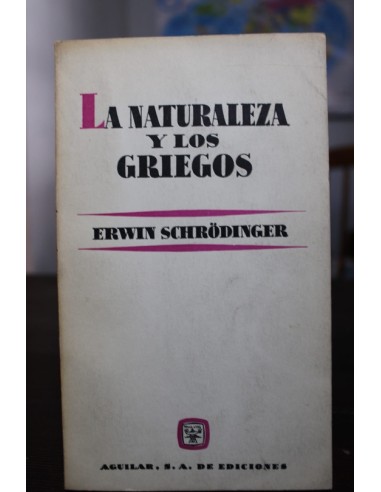 LA NATURALEZA
Y LOS
GRIEGOS
ERWIN SCHRÖDINGER
AGUILAR, S. A. DE EDICIONES